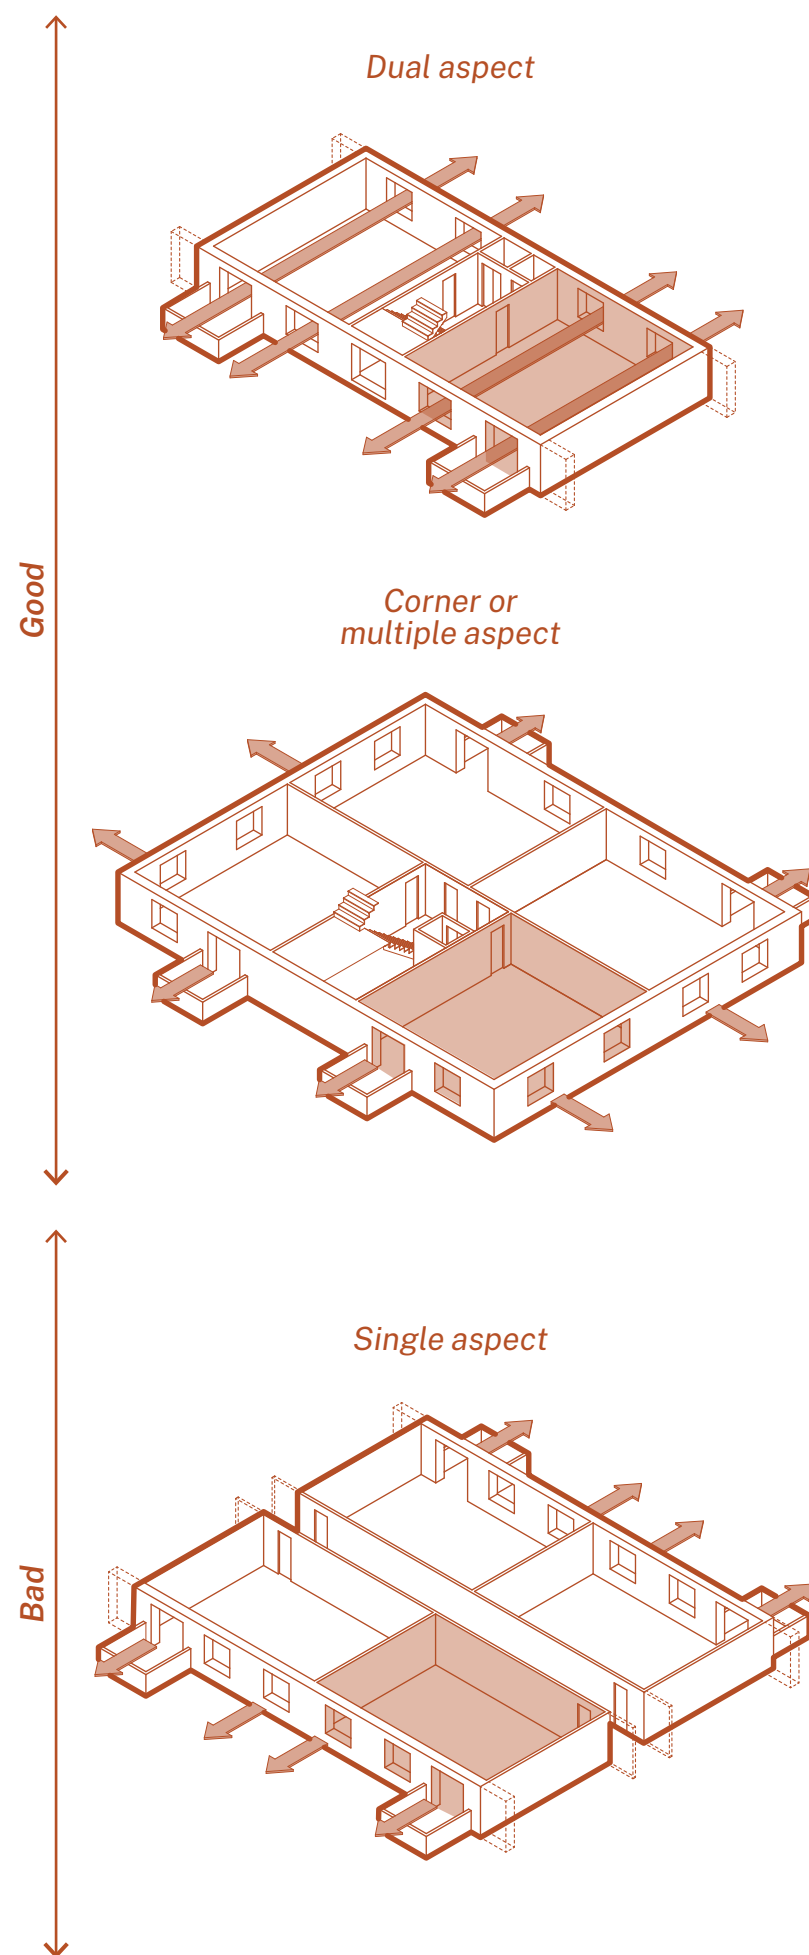 Dual aspect
Good
Corner or
multiple aspect
Single aspect
Bad